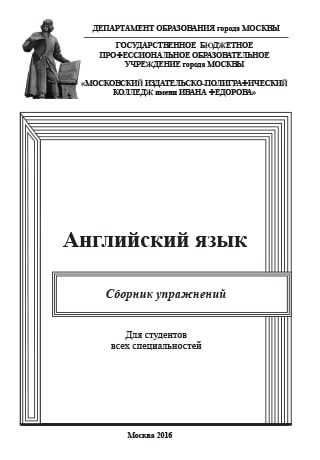 ДЕПАРТАМЕНТ ОБРАЗОВАНИЯ города МОСКВЫ
ГОСУДАРСТВЕННОЕ БЮДЖЕТНОЕ
ПРОФЕССИОНАЛЬНОЕ ОБРАЗОВАТЕЛЬНОЕ
УЧРЕЖДЕНИЕ города МОСКВЫ
«МОСКОВСКИЙ ИЗДАТЕЛЬСКО-ПОЛИГРАФИЧЕСКИЙ
КОЛЛЕДЖ имени ИВАНА ФЕДОРОВА»
Английский язык
Сборник упражнений
Для студентов
всех специальностей
Москва 2016